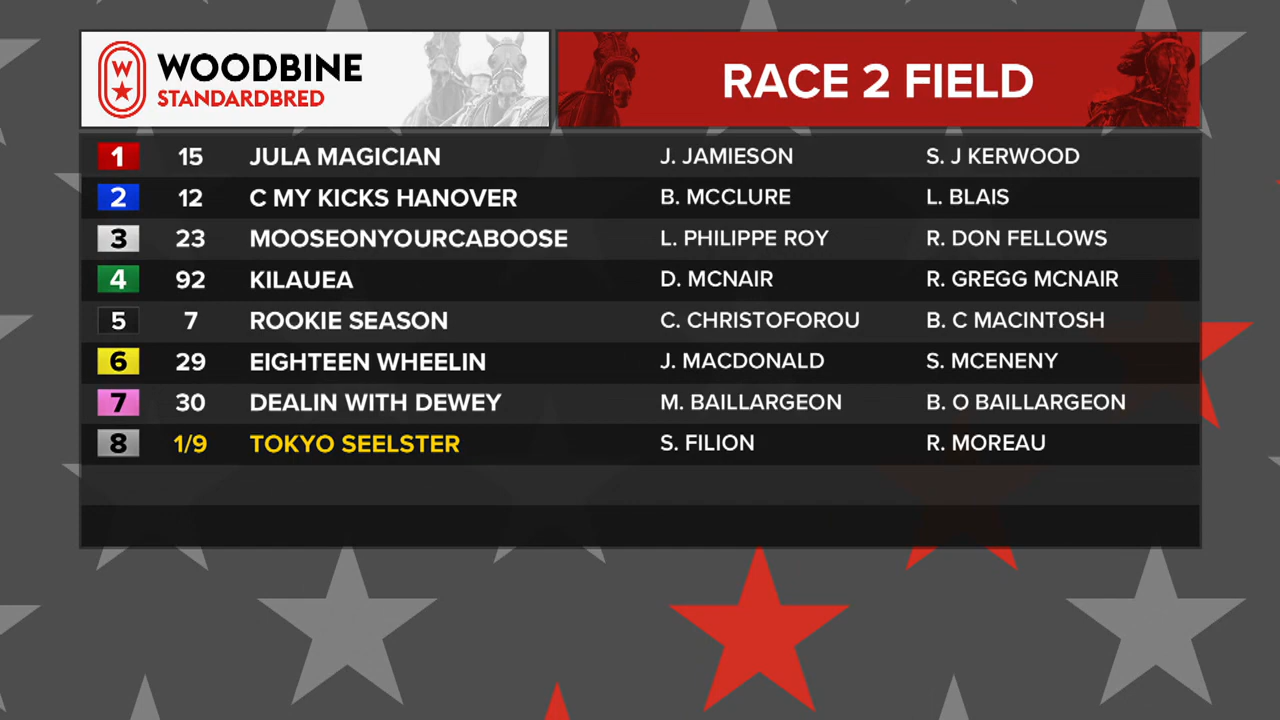 W
WOODBINE
STANDARDBRED
RACE 2 FIELD
1 15 JULA MAGICIAN J. JAMIESON S. J KERWOOD
2 12 C MY KICKS HANOVER B. MCCLURE L. BLAIS
3 23 MOOSEONYOURCABOOSE L. PHILIPPE ROY R. DON FELLOWS
4 92 KILAUEA D. MCNAIR R. GREGG MCNAIR
5 7 ROOKIE SEASON C. CHRISTOFOROU B. C MACINTOSH
6 29 EIGHTEEN WHEELIN J. MACDONALD S. MCENENY
7 30 DEALIN WITH DEWEY M. BAILLARGEON B. O BAILLARGEON
8 1/9 TOKYO SEELSTER S. FILION R. MOREAU